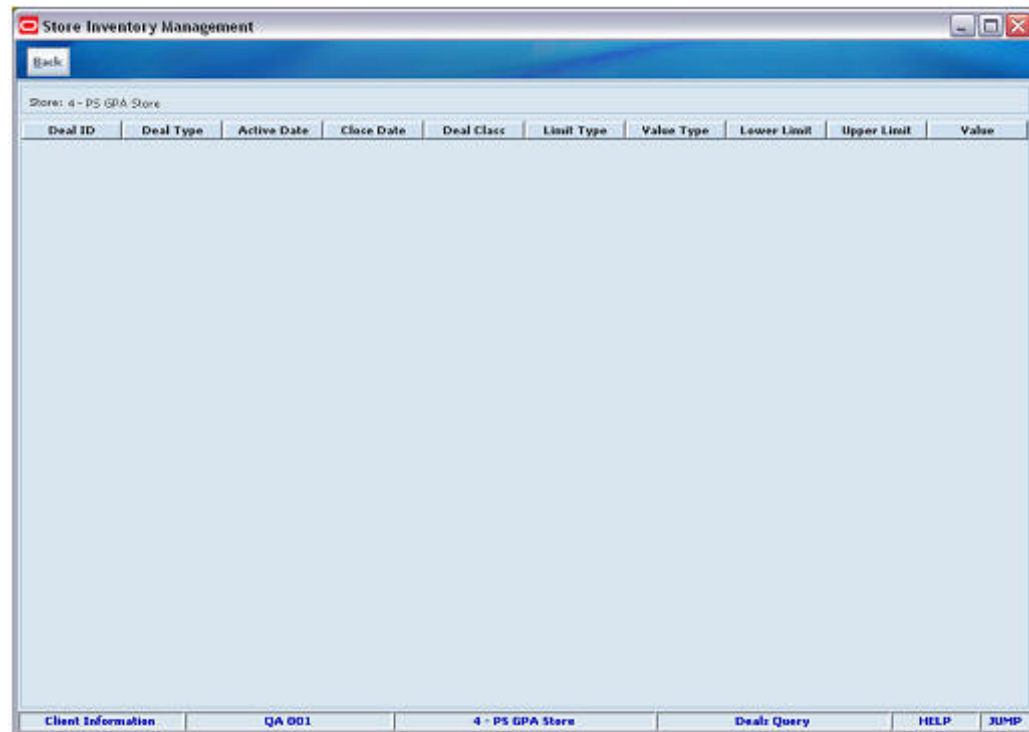 Store Inventory Management
Back
Store: 4 - PS GPA Store
Deal ID Deal Type Active Date Close Date Deal Class Limit Type Value Type Lower Limit Upper Limit Value
Client Information QA 001 4 - PS GPA Store Deals Query HELP JUMP